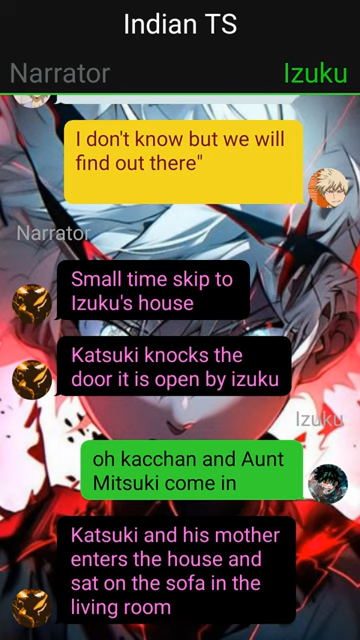 Indian TS
Narrator
Izuku
I don't know but we will
find out there"
Narrator
Small time skip to
Izuku's house
Katsuki knocks the
door it is open by izuku
Izuku
oh kacchan and Aunt
Mitsuki come in
Katsuki and his mother
enters the house and
sat on the sofa in the
living room